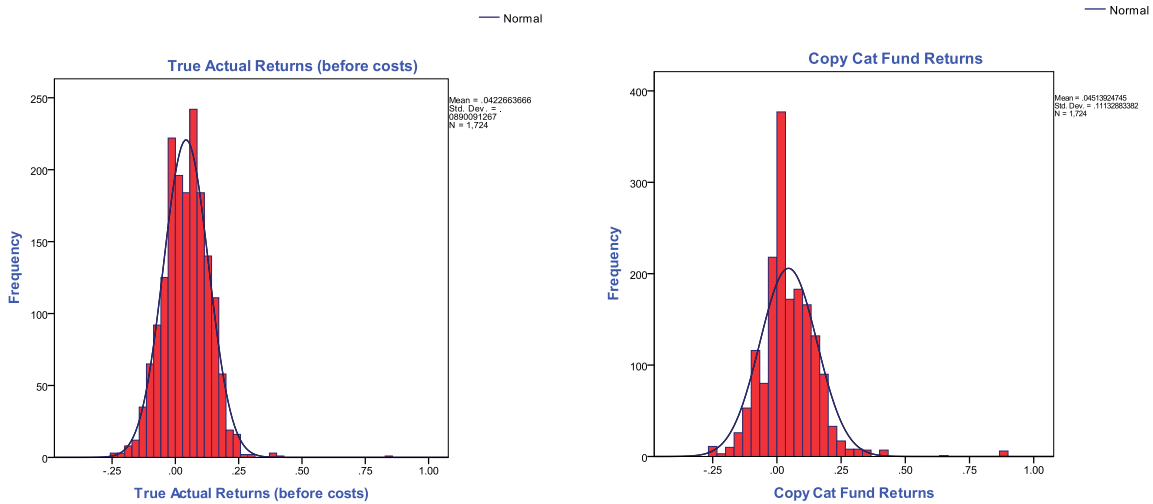 Normal
True Actual Returns (before costs)
250
200
150
100
50
0
Frequency
-.25 .00 .25 .50 .75 1.00
True Actual Returns (before costs)
Mean = .0422663666
Std. Dev. = .
0890091267
N = 1,724
Normal
Copy Cat Fund Returns
400
300
200
100
0
Frequency
-.25 .00 .25 .50 .75 1.00
Copy Cat Fund Returns
Mean = .04513924745
Std. Dev. = .11132883382
N = 1,724